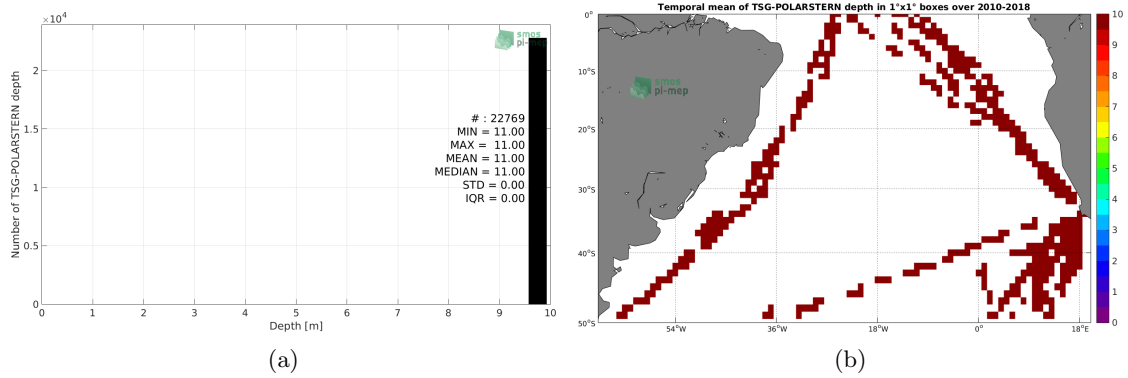 ×10⁴
smos
pi-mep
2
1.5
1
0.5
0
Number of TSG-POLARSTERN depth
# : 22769
MIN = 11.00
MAX = 11.00
MEAN = 11.00
MEDIAN = 11.00
STD = 0.00
IQR = 0.00
0 1 2 3 4 5 6 7 8 9 10
Depth [m]
(a)
Temporal mean of TSG-POLARSTERN depth in 1°x1° boxes over 2010-2018
smos
pi-mep
0°
10°S
20°S
30°S
40°S
50°S
54°W 36°W 18°W 0° 18°E
10
9
8
7
6
5
4
3
2
1
0
(b)